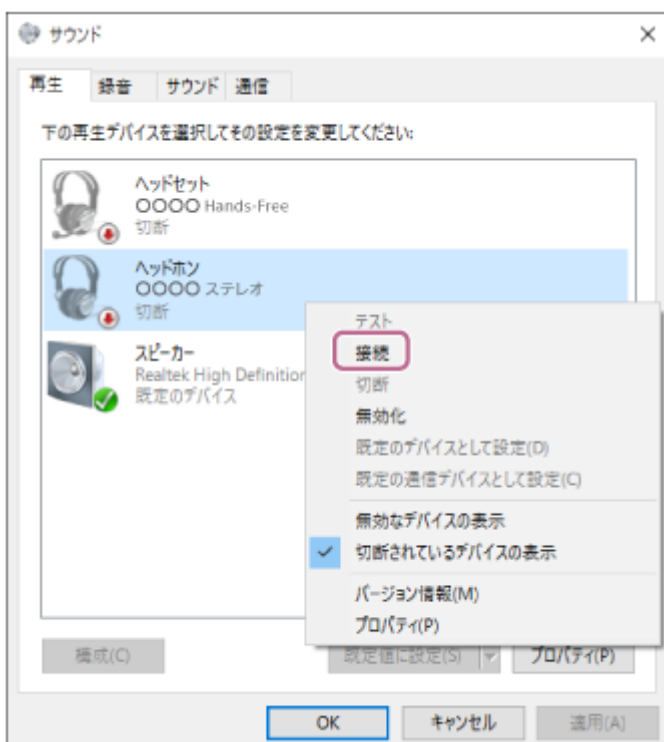 サウンド
再生
録音
サウンド
通信
下の再生デバイスを選択してその設定を変更してください:
ヘッドセット
〇〇〇〇 Hands-Free
切断
ヘッドホン
〇〇〇〇 ステレオ
切断
スピーカー
Realtek High Definition
既定のデバイス
テスト
接続
切断
無効化
既定のデバイスとして設定(D)
既定の通信デバイスとして設定(C)
無効なデバイスの表示
切断されているデバイスの表示
バージョン情報(M)
プロパティ(P)
構成(C)
既定値に設定(S)
プロパティ(P)
OK
キャンセル
適用(A)